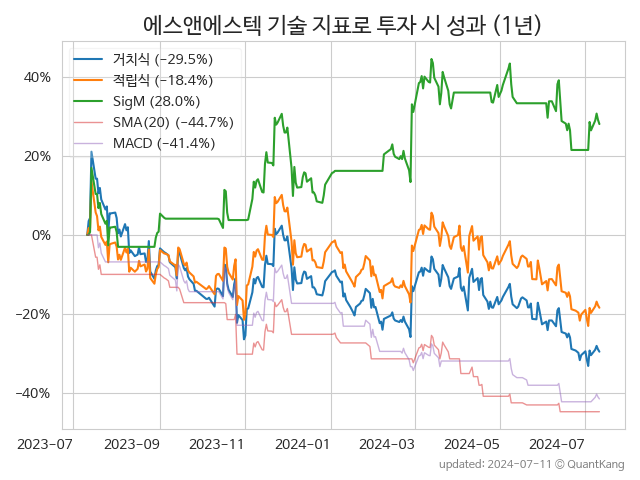 에스앤에스텍 기술 지표로 투자 시 성과 (1년)
거치식 (−29.5%)
적립식 (−18.4%)
SigM (28.0%)
SMA(20) (−44.7%)
MACD (−41.4%)
40%
20%
0%
−20%
−40%
2023-07 2023-09 2023-11 2024-01 2024-03 2024-05 2024-07
updated: 2024-07-11 © QuantKang